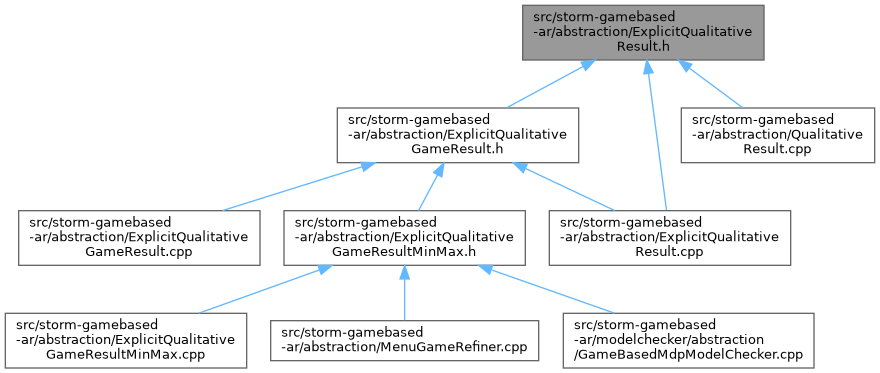 src/storm-gamebased
-ar/abstraction/ExplicitQualitative
Result.h
src/storm-gamebased
-ar/abstraction/ExplicitQualitative
GameResult.h
src/storm-gamebased
-ar/abstraction/Qualitative
Result.cpp
src/storm-gamebased
-ar/abstraction/ExplicitQualitative
GameResult.cpp
src/storm-gamebased
-ar/abstraction/ExplicitQualitative
GameResultMinMax.h
src/storm-gamebased
-ar/abstraction/ExplicitQualitative
Result.cpp
src/storm-gamebased
-ar/abstraction/ExplicitQualitative
GameResultMinMax.cpp
src/storm-gamebased
-ar/abstraction/MenuGameRefiner.cpp
src/storm-gamebased
-ar/modelchecker/abstraction
/GameBasedMdpModelChecker.cpp